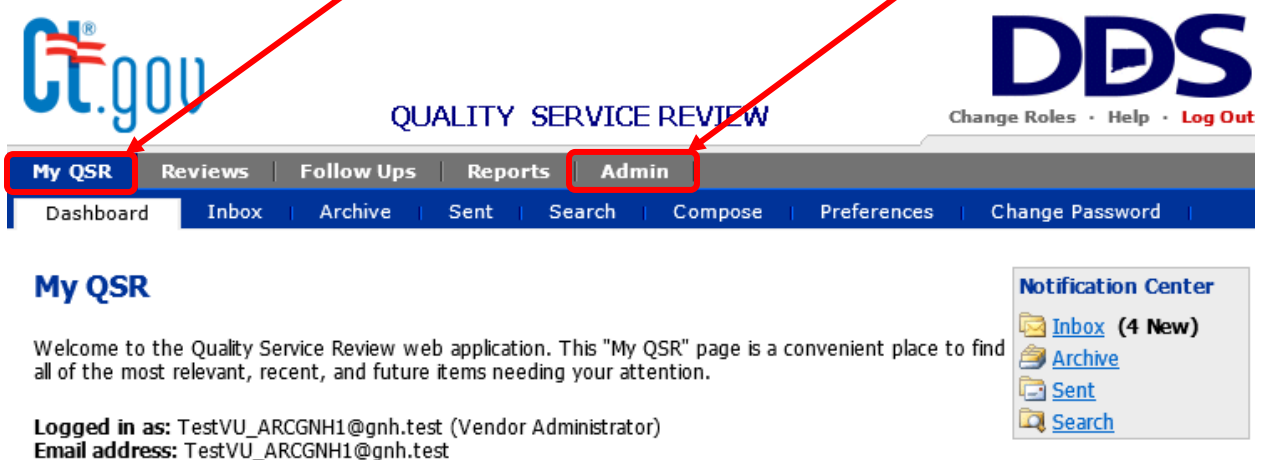 Ct.gov
DDS
QUALITY SERVICE REVIEW
Change Roles · Help · Log Out
My QSR | Reviews | Follow Ups | Reports | Admin |
Dashboard | Inbox | Archive | Sent | Search | Compose | Preferences | Change Password |
My QSR
Welcome to the Quality Service Review web application. This "My QSR" page is a convenient place to find
all of the most relevant, recent, and future items needing your attention.
Logged in as: TestVU_ARCGNH1@gnh.test (Vendor Administrator)
Email address: TestVU_ARCGNH1@gnh.test
Notification Center
Inbox (4 New)
Archive
Sent
Search